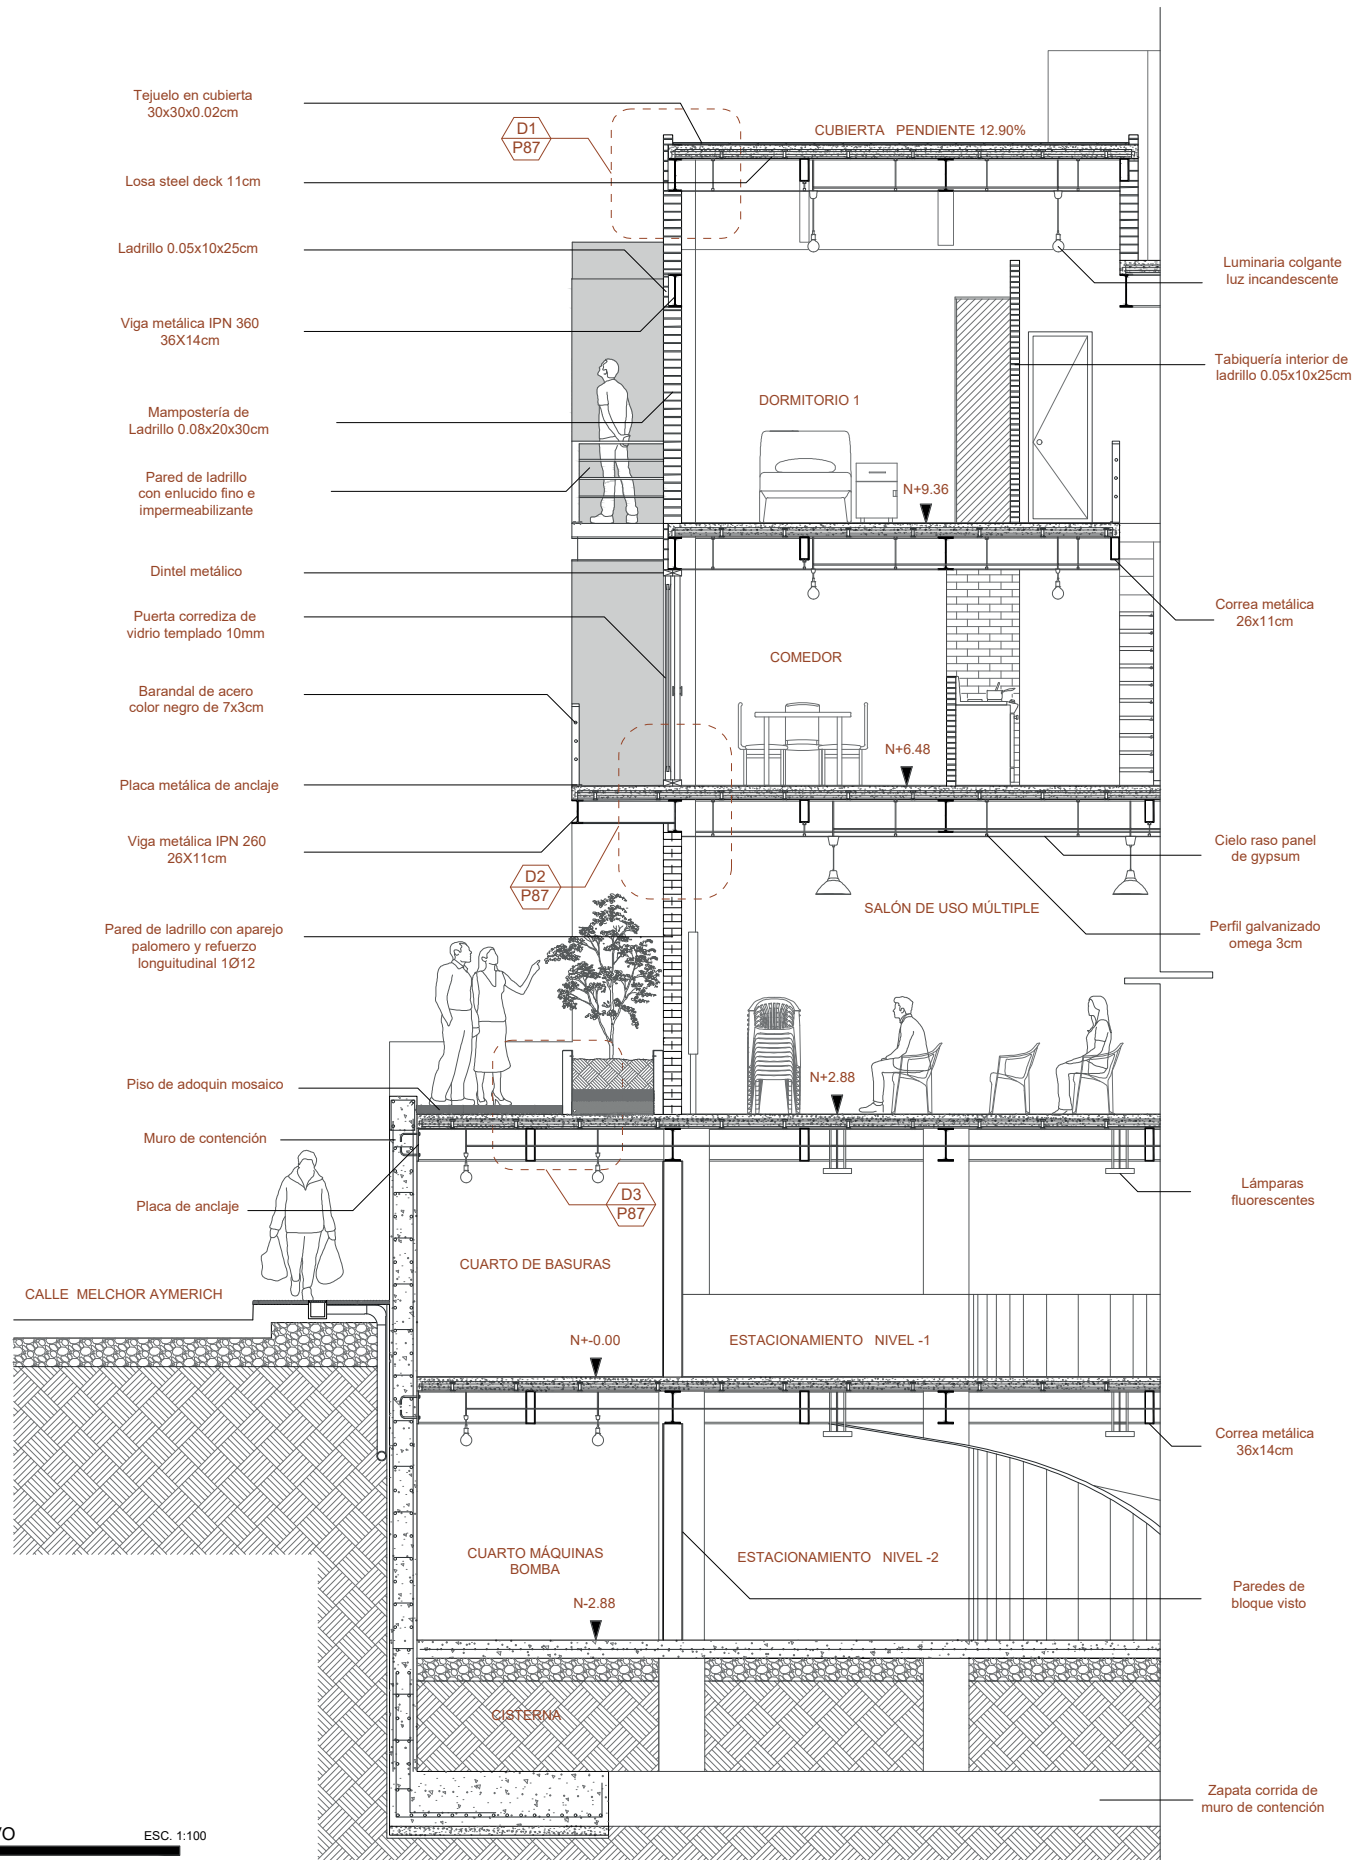 Tejuelo en cubierta
30x30x0.02cm
D1
P87
CUBIERTA PENDIENTE 12.90%
Losa steel deck 11cm
Ladrillo 0.05x10x25cm
Luminaria colgante
luz incandescente
Viga metálica IPN 360
36X14cm
Tabiquería interior de
ladrillo 0.05x10x25cm
DORMITORIO 1
Mampostería de
Ladrillo 0.08x20x30cm
Pared de ladrillo
con enlucido fino e
impermeabilizante
N+9.36
Dintel metálico
Puerta corrediza de
vidrio templado 10mm
Correa metálica
26x11cm
COMEDOR
Barandal de acero
color negro de 7x3cm
N+6.48
Placa metálica de anclaje
Viga metálica IPN 260
26X11cm
Cielo raso panel
de gypsum
D2
P87
SALÓN DE USO MÚLTIPLE
Pared de ladrillo con aparejo
palomero y refuerzo
longuitudinal 1Ø12
Perfil galvanizado
omega 3cm
Piso de adoquin mosaico
N+2.88
Muro de contención
Placa de anclaje
D3
P87
Lámparas
fluorescentes
CUARTO DE BASURAS
CALLE MELCHOR AYMERICH
N+-0.00
ESTACIONAMIENTO NIVEL -1
Correa metálica
36x14cm
CUARTO MÁQUINAS
BOMBA
ESTACIONAMIENTO NIVEL -2
N-2.88
Paredes de
bloque visto
CISTERNA
Zapata corrida de
muro de contención
ESC. 1:100